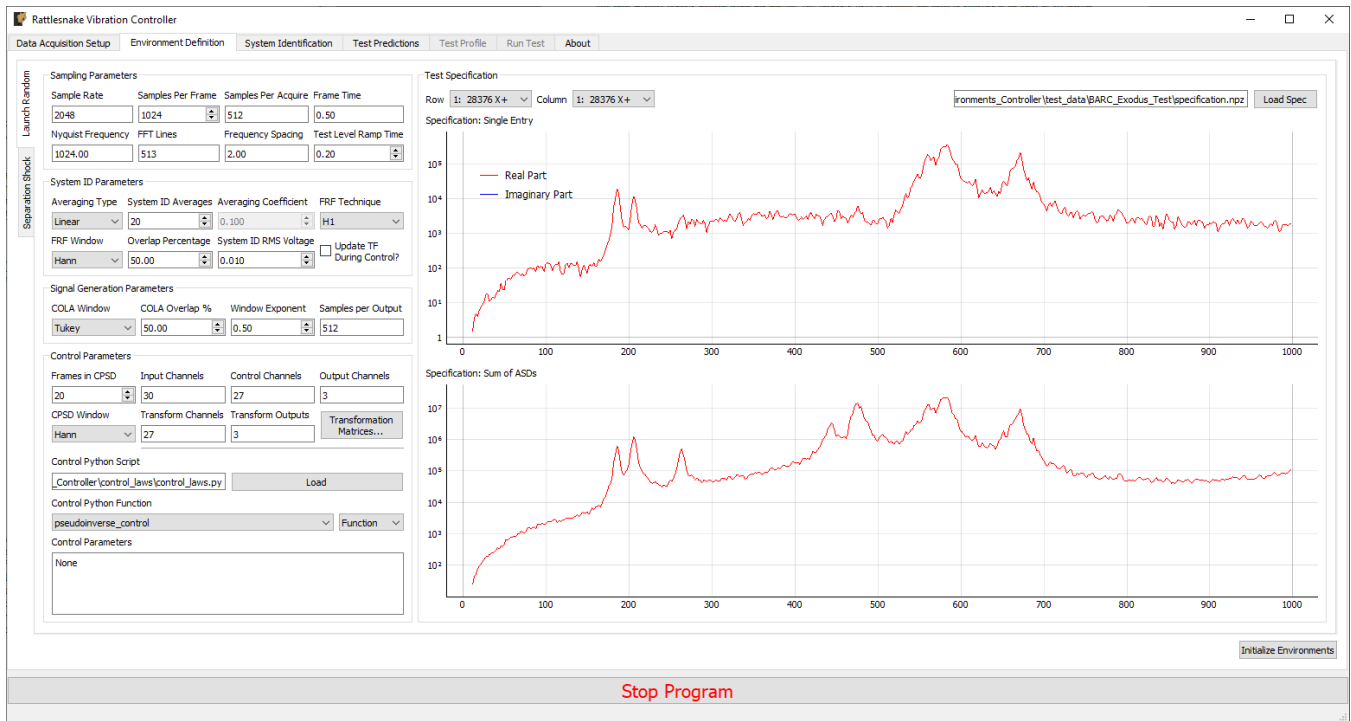 Rattlesnake Vibration Controller
Data Acquisition Setup Environment Definition System Identification Test Predictions Test Profile Run Test About
Launch Random
Separation Shock
Sampling Parameters
Sample Rate Samples Per Frame Samples Per Acquire Frame Time
2048 1024 512 0.50
Nyquist Frequency FFT Lines Frequency Spacing Test Level Ramp Time
1024.00 513 2.00 0.20
System ID Parameters
Averaging Type System ID Averages Averaging Coefficient FRF Technique
Linear 20 0.100 H1
FRF Window Overlap Percentage System ID RMS Voltage Update TF
During Control?
Hann 50.00 0.010
Signal Generation Parameters
COLA Window COLA Overlap % Window Exponent Samples per Output
Tukey 50.00 0.50 512
Control Parameters
Frames in CPSD Input Channels Control Channels Output Channels
20 30 27 3
CPSD Window Transform Channels Transform Outputs Transformation
Matrices...
Hann 27 3
Control Python Script
_Controller\control_laws\control_laws.py Load
Control Python Function
pseudoinverse_control Function
Control Parameters
None
Test Specification
Row 1: 28376 X+ Column 1: 28376 X+ ironments_Controller\test_data\BARC_Exodus_Test\specification.npz Load Spec
Specification: Single Entry
10⁵
10⁴
10³
10²
10¹
1
Real Part
Imaginary Part
0 100 200 300 400 500 600 700 800 900 1000
Specification: Sum of ASDs
10⁷
10⁶
10⁵
10⁴
10³
10²
0 100 200 300 400 500 600 700 800 900 1000
Initialize Environments
Stop Program